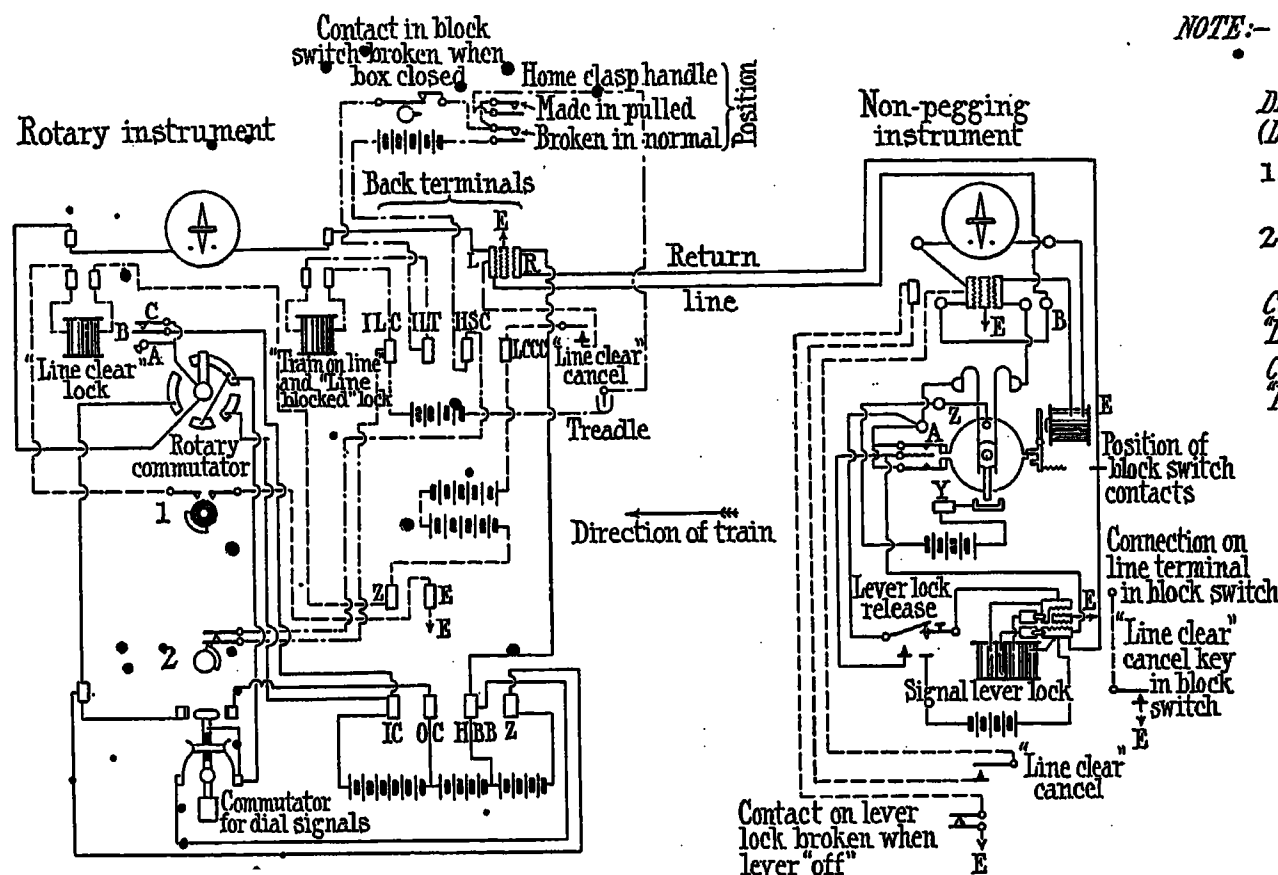 NOTE:-
Contact in block
switch broken when
box closed
Home clasp handle
Made in pulled
Broken in normal
Position
Rotary instrument
Non-pegging
instrument
Back terminals
E
L
R
Return
line
1
2
C
B
A
"Line clear"
lock
"Train on line"
and "Line
blocked" lock
ILC
ILT
HSC
LCCC
"Line clear"
cancel
Treadle
Rotary
commutator
1
Direction of train
Z
E
E
2
IC
OC
HBB
Z
Commutator
for dial signals
E
B
Z
A
E
Position of
block switch
contacts
Y
Connection on
line terminal
in block switch
Lever lock
release
E
"Line clear"
cancel key
in block
switch
E
Signal lever lock
"Line clear"
cancel
Contact on lever
lock broken when
lever "off"
E